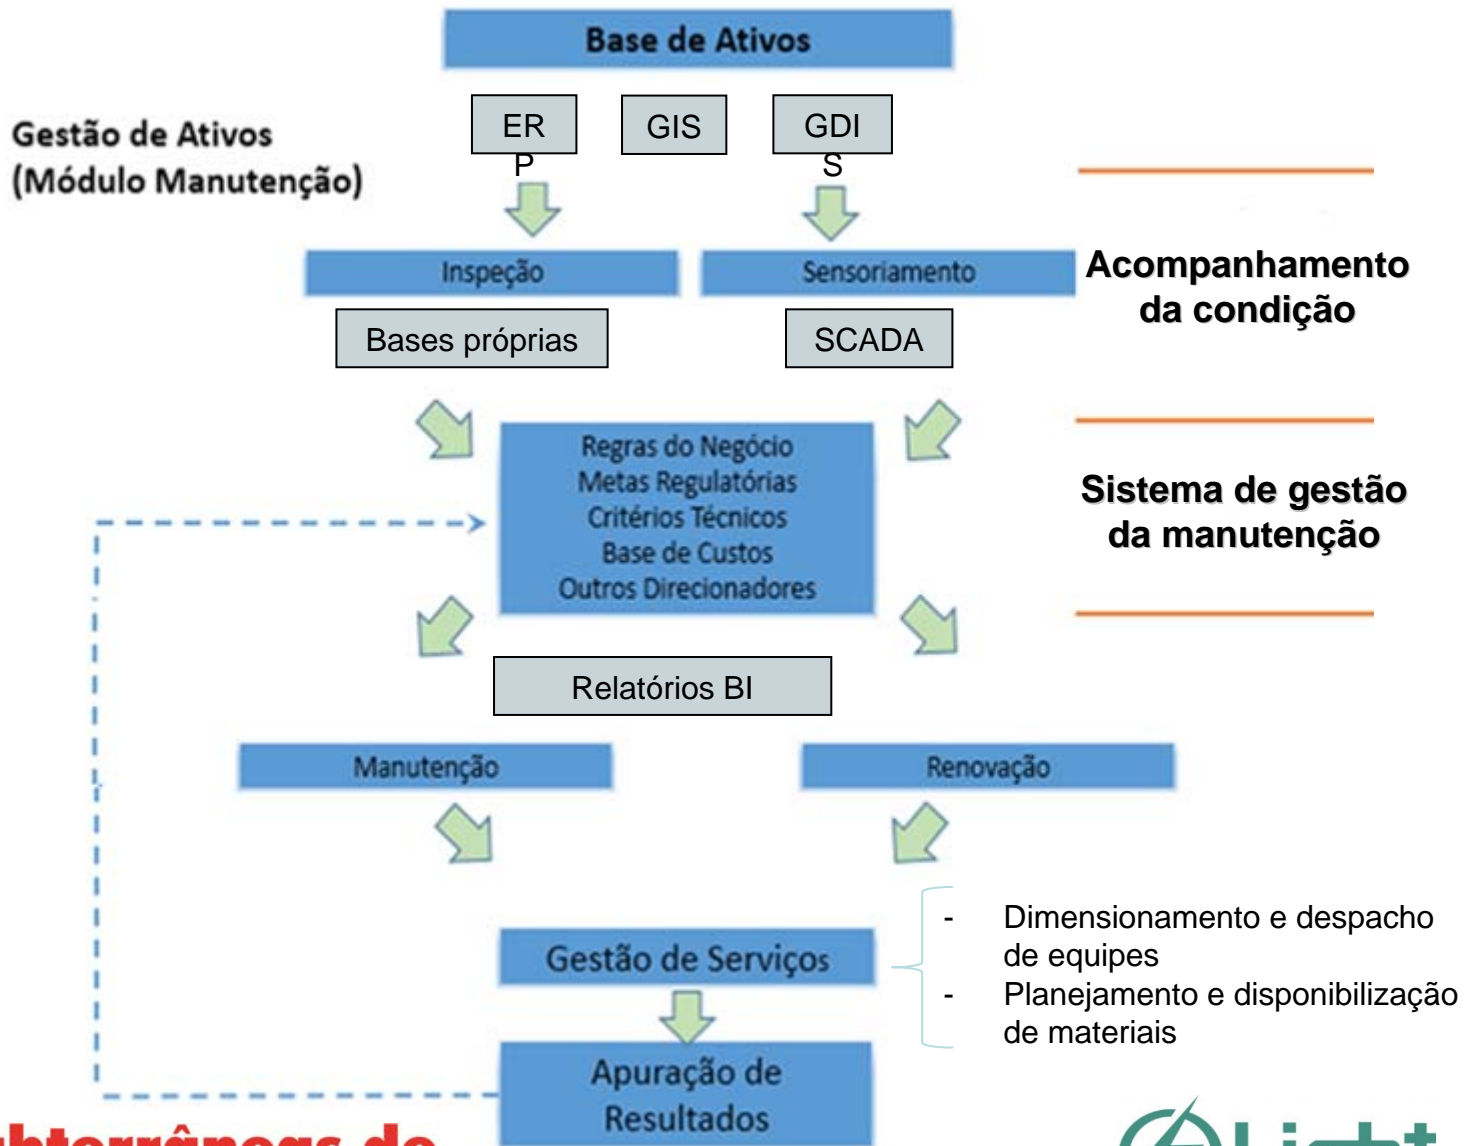 Base de Ativos
Gestão de Ativos
(Módulo Manutenção)
ER
P
GIS
GDI
S
Inspeção
Sensoriamento
Acompanhamento
da condição
Bases próprias
SCADA
Regras do Negócio
Metas Regulatórias
Critérios Técnicos
Base de Custos
Outros Direcionadores
Sistema de gestão
da manutenção
Relatórios BI
Manutenção
Renovação
Gestão de Serviços
- Dimensionamento e despacho
de equipes
- Planejamento e disponibilização
de materiais
Apuração de
Resultados
Light